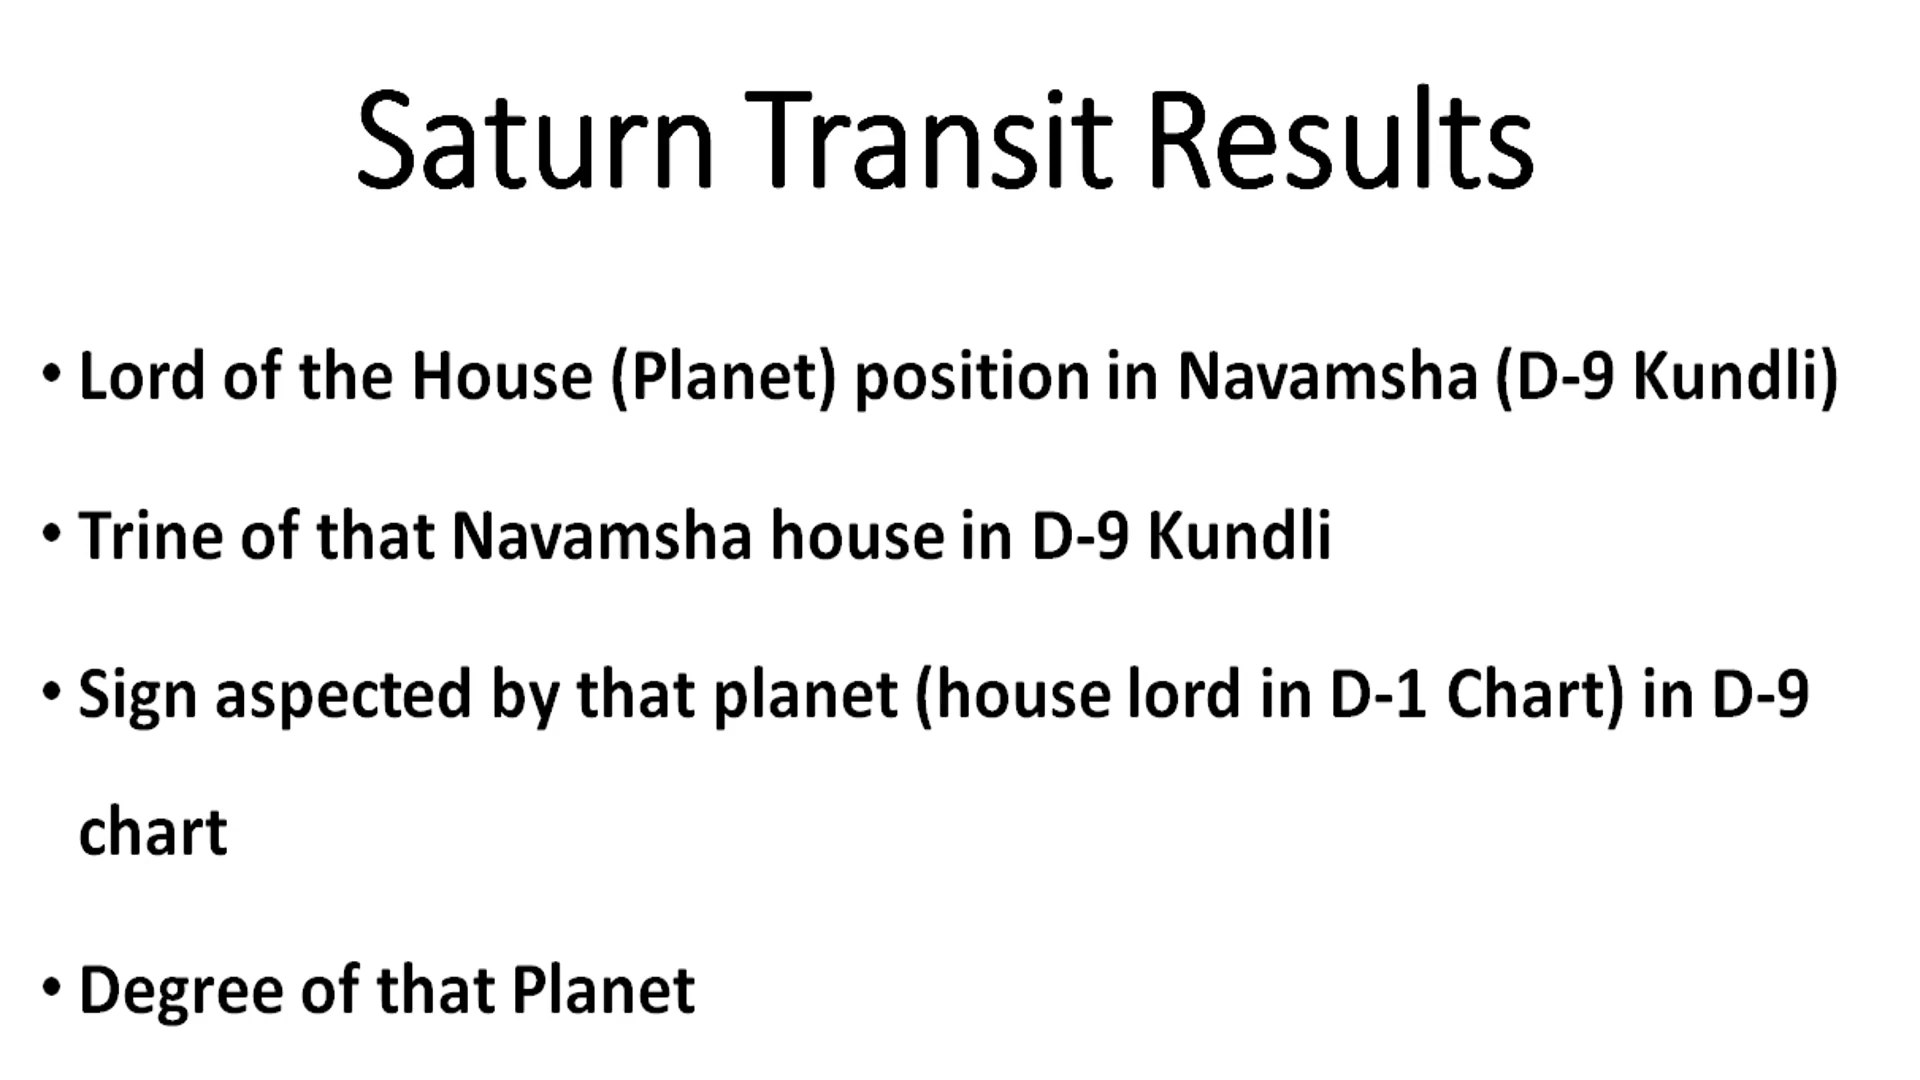 Saturn Transit Results
• Lord of the House (Planet) position in Navamsha (D-9 Kundli)
• Trine of that Navamsha house in D-9 Kundli
• Sign aspected by that planet (house lord in D-1 Chart) in D-9
chart
• Degree of that Planet